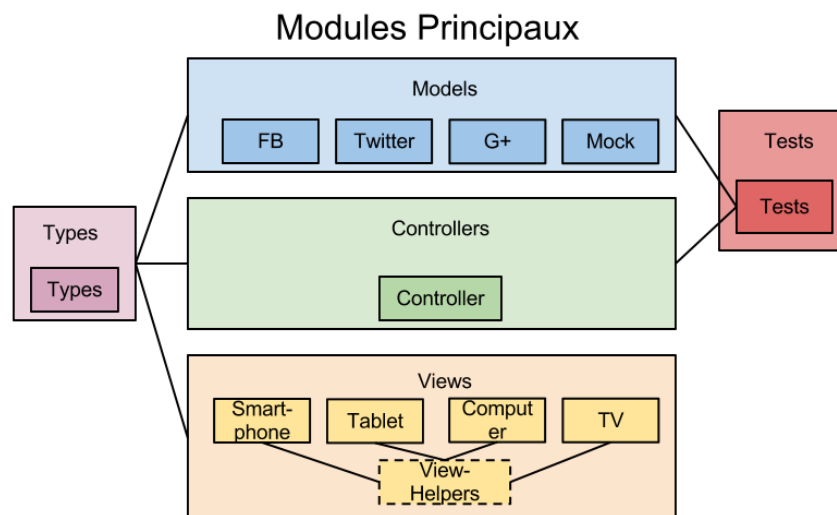 Modules Principaux
Models
FB
Twitter
G+
Mock
Tests
Tests
Types
Types
Controllers
Controller
Views
Smart-
phone
Tablet
Comput
er
TV
View-
Helpers